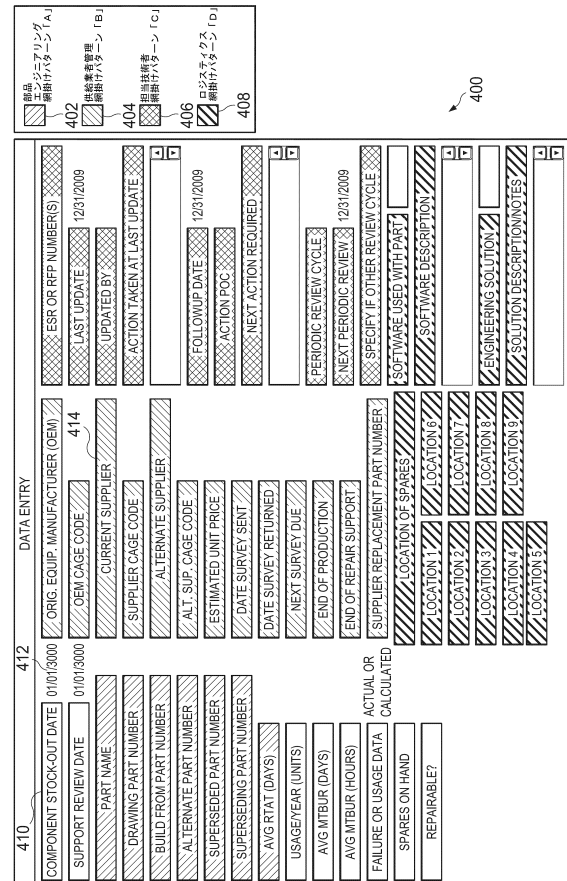 DATA ENTRY
410
412
COMPONENT STOCK-OUT DATE 01/01/3000
SUPPORT REVIEW DATE 01/01/3000
PART NAME
DRAWING PART NUMBER
BUILD FROM PART NUMBER
ALTERNATE PART NUMBER
SUPERSEDED PART NUMBER
SUPERSEDING PART NUMBER
AVG RTAT (DAYS)
USAGE/YEAR (UNITS)
AVG MTBUR (DAYS)
AVG MTBUR (HOURS)
FAILURE OR USAGE DATA
ACTUAL OR
CALCULATED
SPARES ON HAND
REPAIRABLE?
ORIG. EQUIP. MANUFACTURER (OEM)
OEM CAGE CODE
414
CURRENT SUPPLIER
SUPPLIER CAGE CODE
ALTERNATE SUPPLIER
ALT. SUP. CAGE CODE
ESTIMATED UNIT PRICE
DATE SURVEY SENT
DATE SURVEY RETURNED
NEXT SURVEY DUE
END OF PRODUCTION
END OF REPAIR SUPPORT
SUPPLIER REPLACEMENT PART NUMBER
LOCATION OF SPARES
LOCATION 1
LOCATION 6
LOCATION 2
LOCATION 7
LOCATION 3
LOCATION 8
LOCATION 4
LOCATION 9
LOCATION 5
ESR OR RFP NUMBER(S)
LAST UPDATE 12/31/2009
UPDATED BY
ACTION TAKEN AT LAST UPDATE
FOLLOWUP DATE 12/31/2009
ACTION POC
NEXT ACTION REQUIRED
PERIODIC REVIEW CYCLE
NEXT PERIODIC REVIEW 12/31/2009
SPECIFY IF OTHER REVIEW CYCLE
SOFTWARE USED WITH PART
SOFTWARE DESCRIPTION
ENGINEERING SOLUTION
SOLUTION DESCRIPTION/NOTES
部品
エンジニアリング
網掛けパターン「A」
402
供給業者管理
網掛けパターン「B」
404
担当技術者
網掛けパターン「C」
406
ロジスティクス
網掛けパターン「D」
408
400